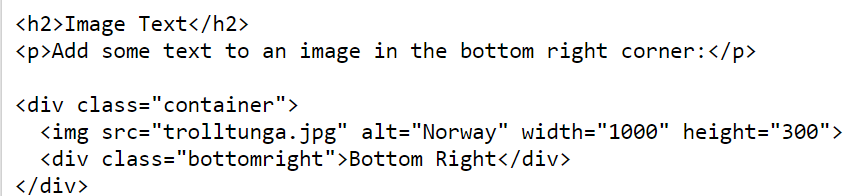 <h2>Image Text</h2>
<p>Add some text to an image in the bottom right corner:</p>

<div class="container">
  <img src="trolltunga.jpg" alt="Norway" width="1000" height="300">
  <div class="bottomright">Bottom Right</div>
</div>